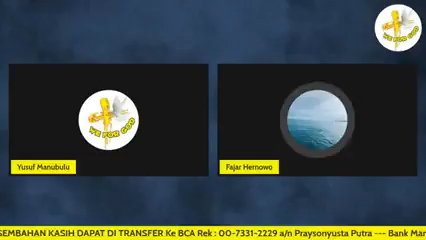 WE FOR GOD
WE FOR GOD
Yusuf Manubulu
Fajar Hernowo
SEMBAHAN KASIH DAPAT DI TRANSFER Ke BCA Rek : 00-7331-2229 a/n Praysonyusta Putra --- Bank Man